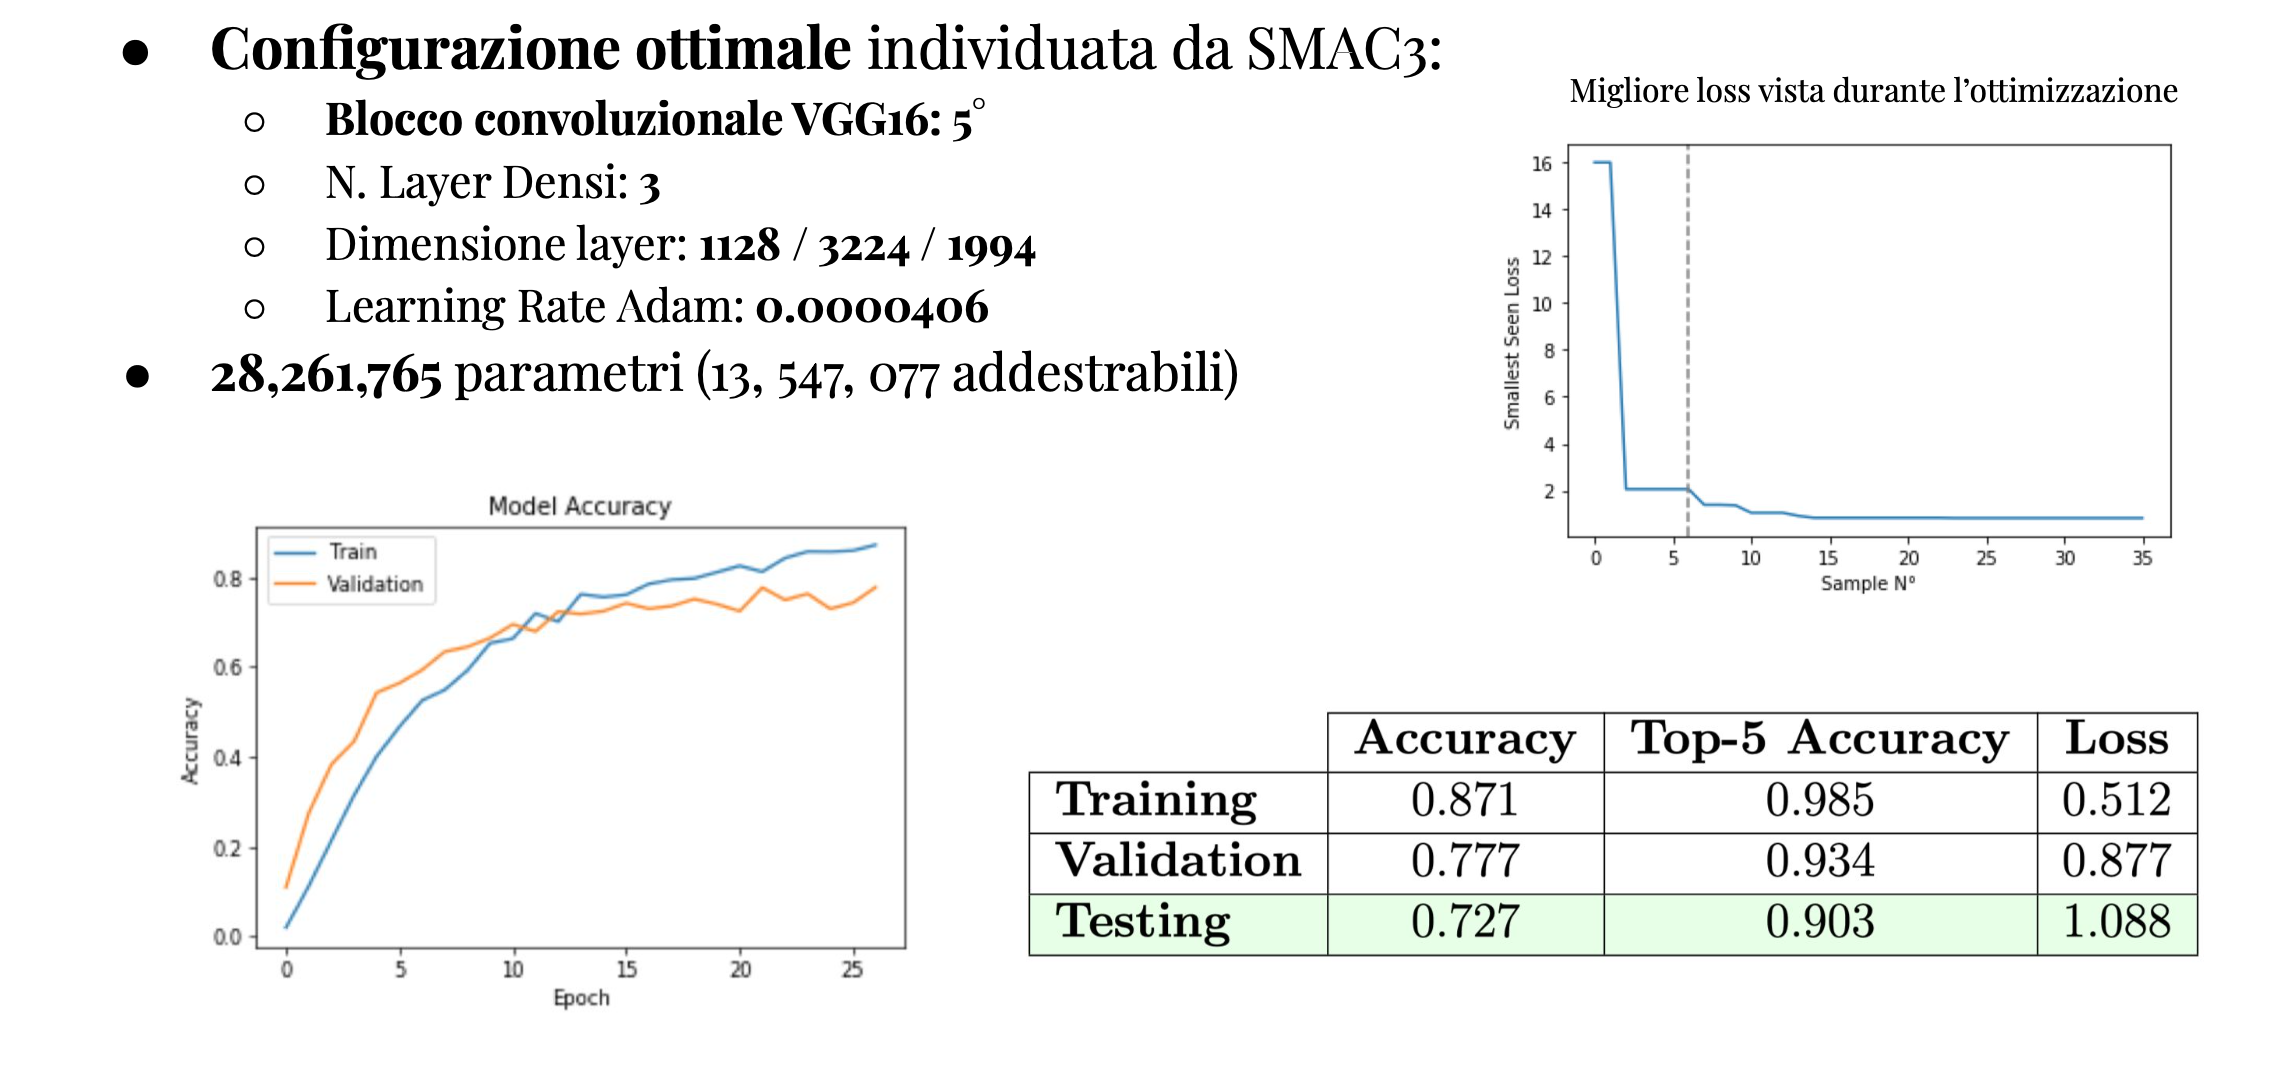 ● Configurazione ottimale individuata da SMAC3:
○ Blocco convoluzionale VGG16: 5°
○ N. Layer Densi: 3
○ Dimensione layer: 1128 / 3224 / 1994
○ Learning Rate Adam: 0.0000406
● 28,261,765 parametri (13, 547, 077 addestrabili)
Migliore loss vista durante l'ottimizzazione
Smallest Seen Loss
16
14
12
10
8
6
4
2
0 5 10 15 20 25 30 35
Sample N°
Model Accuracy
Train
Validation
Accuracy
0.8
0.6
0.4
0.2
0.0
0 5 10 15 20 25
Epoch
Accuracy Top-5 Accuracy Loss
Training 0.871 0.985 0.512
Validation 0.777 0.934 0.877
Testing 0.727 0.903 1.088